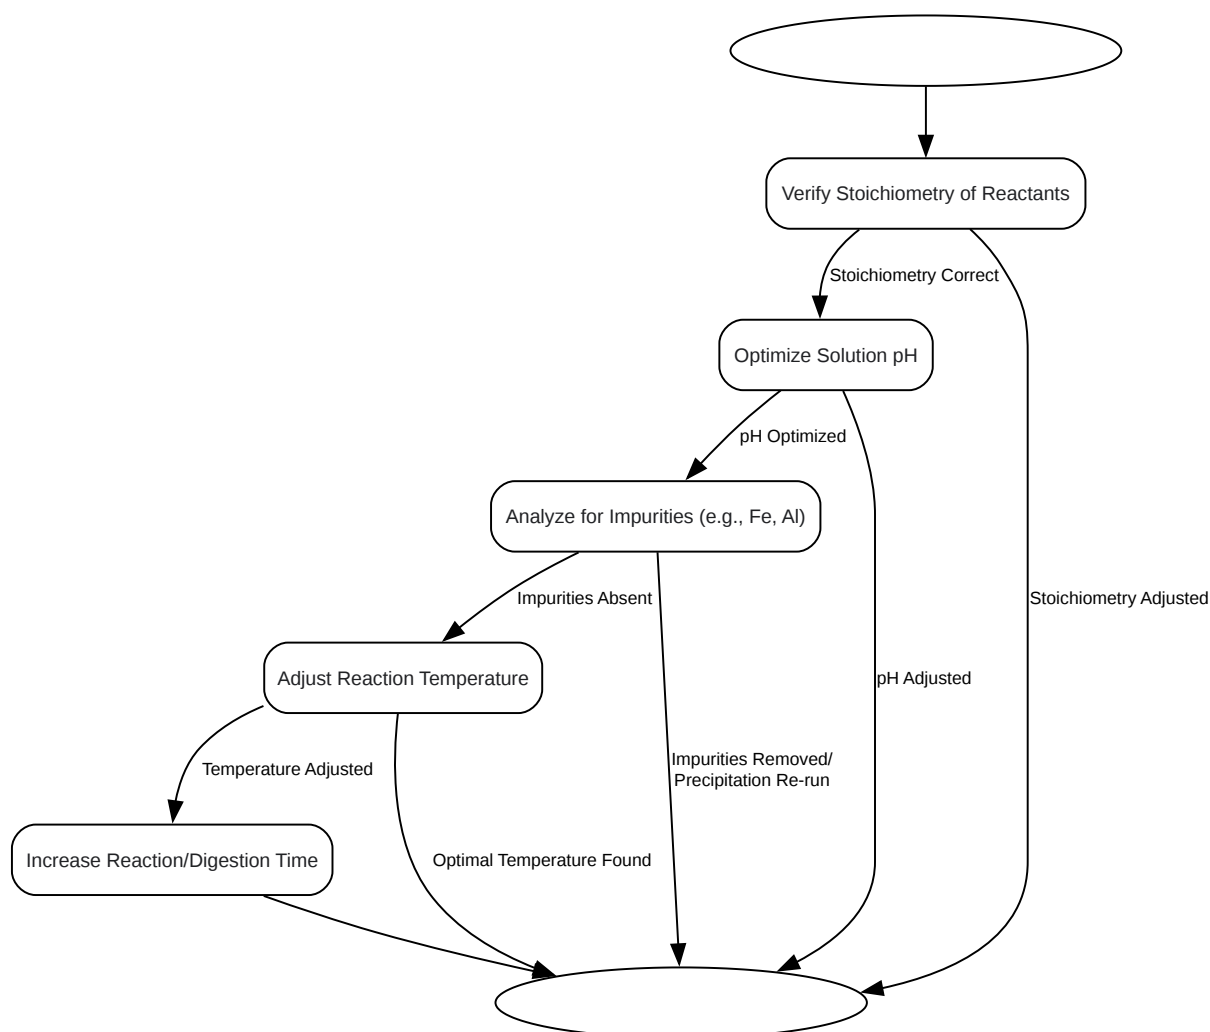 Verify Stoichiometry of Reactants
Stoichiometry Correct
Optimize Solution pH
pH Optimized
Analyze for Impurities (e.g., Fe, Al)
Impurities Absent
Stoichiometry Adjusted
Adjust Reaction Temperature
pH Adjusted
Temperature Adjusted
Impurities Removed/
Precipitation Re-run
Increase Reaction/Digestion Time
Optimal Temperature Found